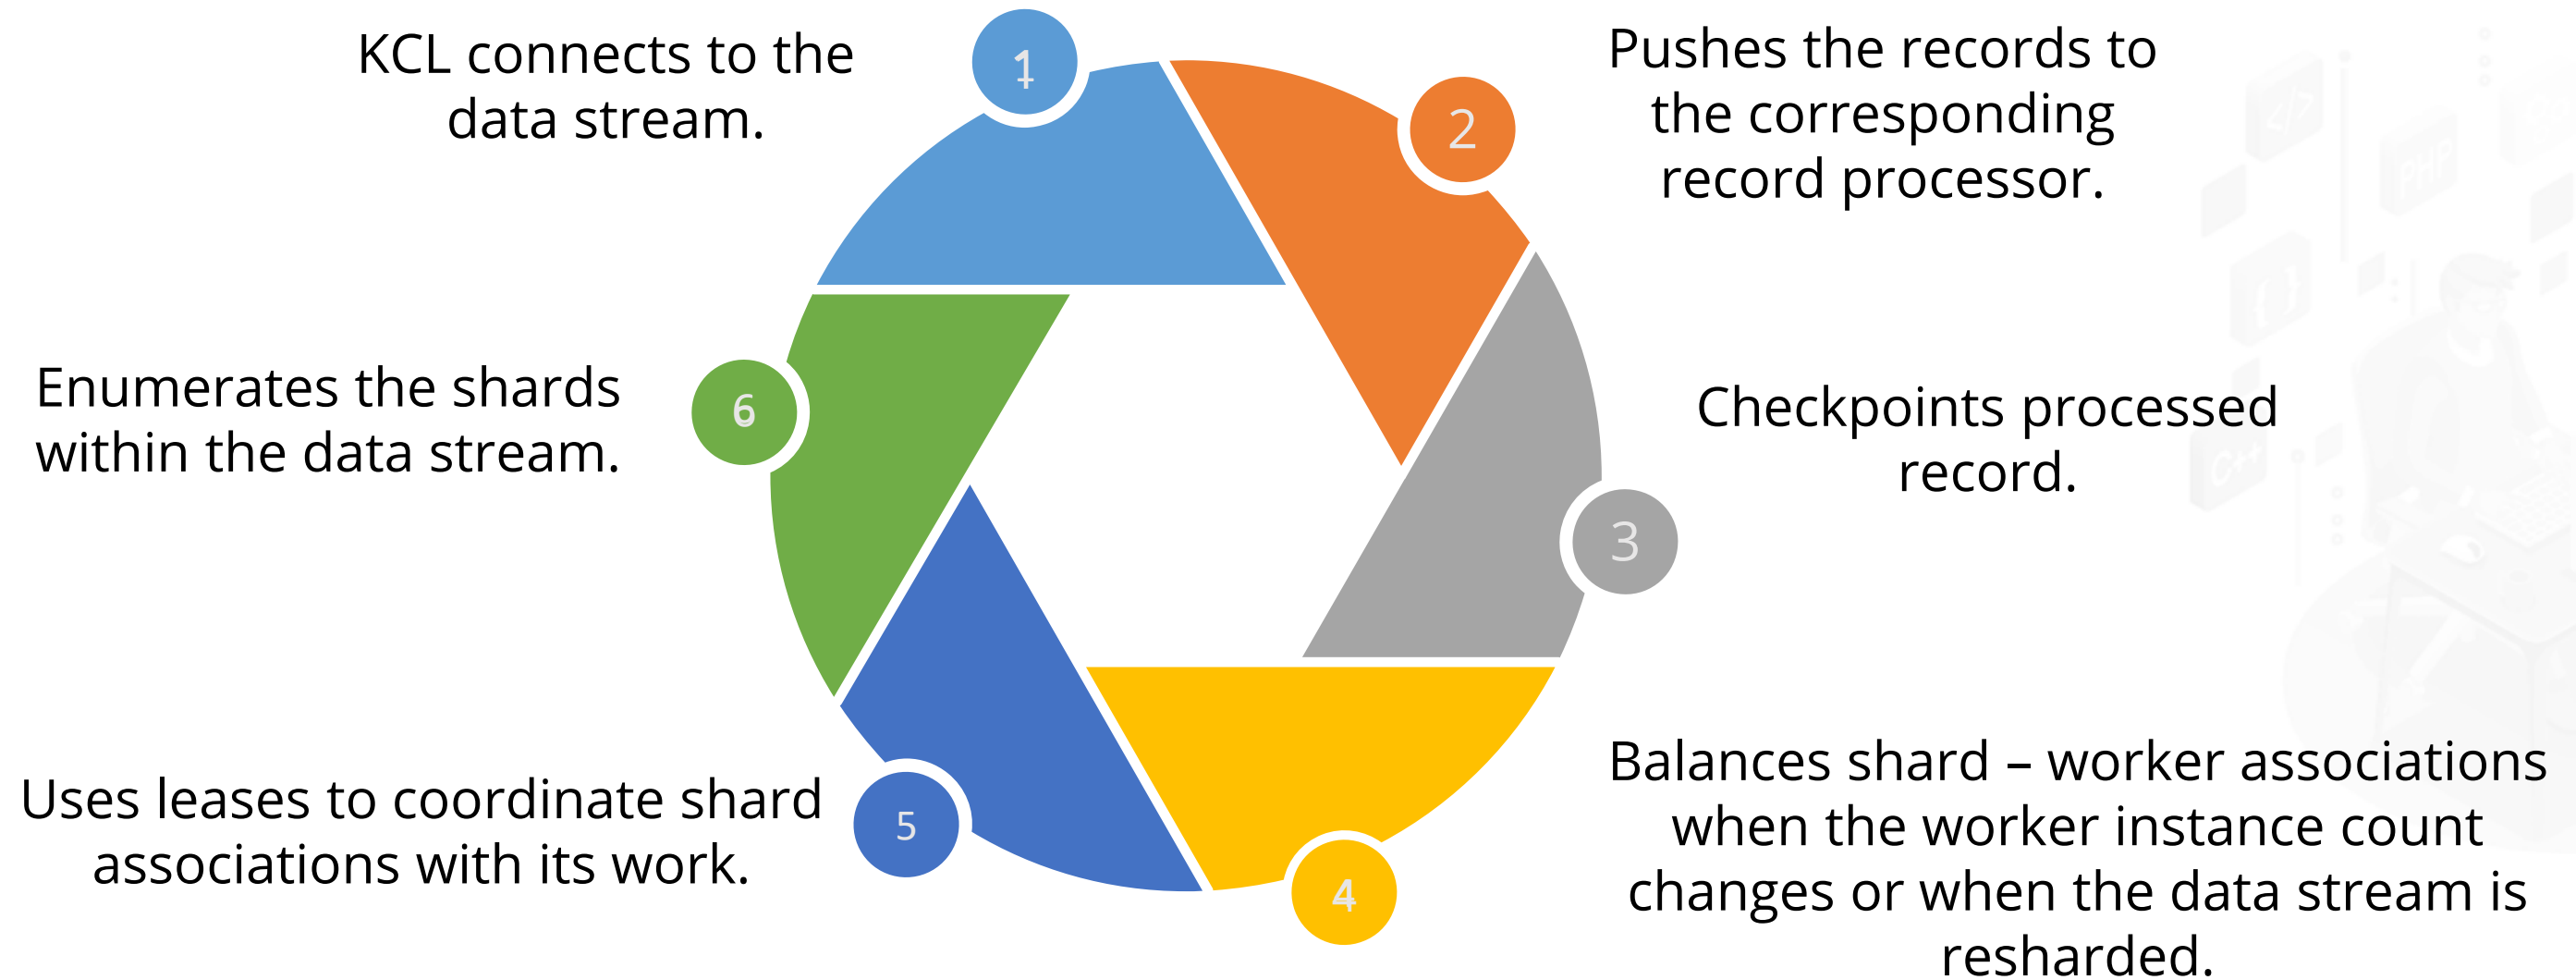 KCL connects to the
data stream.
1
2
Pushes the records to
the corresponding
record processor.
</>
PHP
{ }
C++
Enumerates the shards
within the data stream.
6
Checkpoints processed
record.
3
Uses leases to coordinate shard
associations with its work.
5
4
Balances shard – worker associations
when the worker instance count
changes or when the data stream is
resharded.